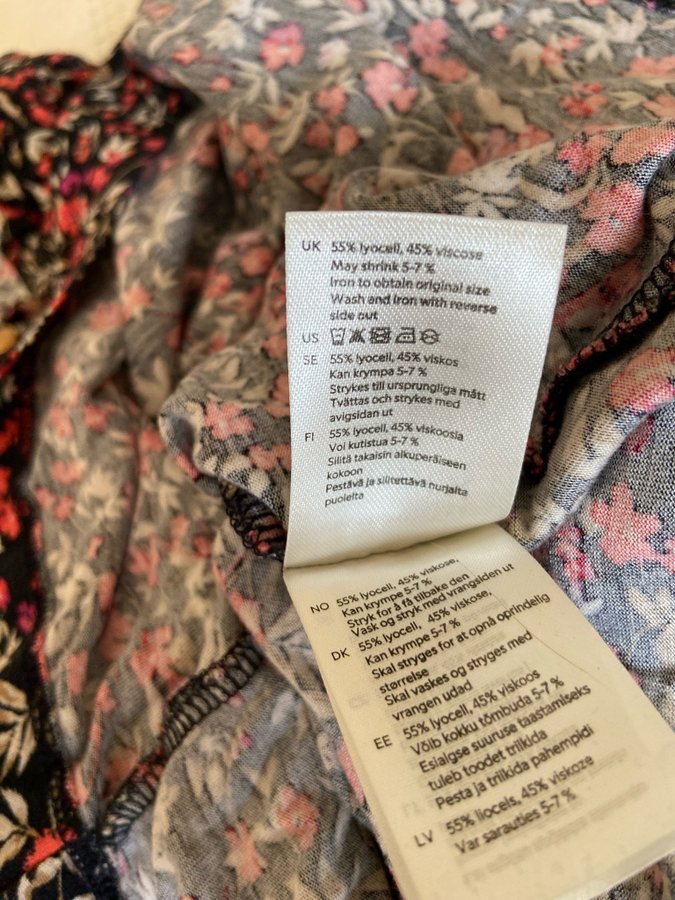 UK 55% lyocell, 45% viscose
May shrink 5-7 %
Iron to obtain original size
Wash and iron with reverse
side out
US
SE 55% lyocell, 45% viskos
Kan krympa 5-7 %
Strykes till ursprungliga mått
Tvättas och strykes med
avigsidan ut
FI 55% lyocell, 45% viskoosia
Voi kutistua 5-7 %
Silitä takaisin alkuperäiseen
kokoon
Pestävä ja silitettävä nurjalta
puolelta
NO 55% lyocell, 45% viskose,
Kan krympe 5-7 %
Stryk for å få tilbake den
Vask og stryk med vrangsiden ut
DK 55% lyocell, 45% viskose,
Kan krympe 5-7 %
Skal stryges for at opnå oprindelig
størrelse
Skal vaskes og stryges med
vrangen udad
EE 55% lyocell, 45% viskoos
Võib kokku tõmbuda 5-7 %
Esialgse suuruse taastamiseks
tuleb toodet triikida
Pesta ja triikida pahempidi
LV 55% liocels, 45% viskoze
Var sarauties 5-7 %